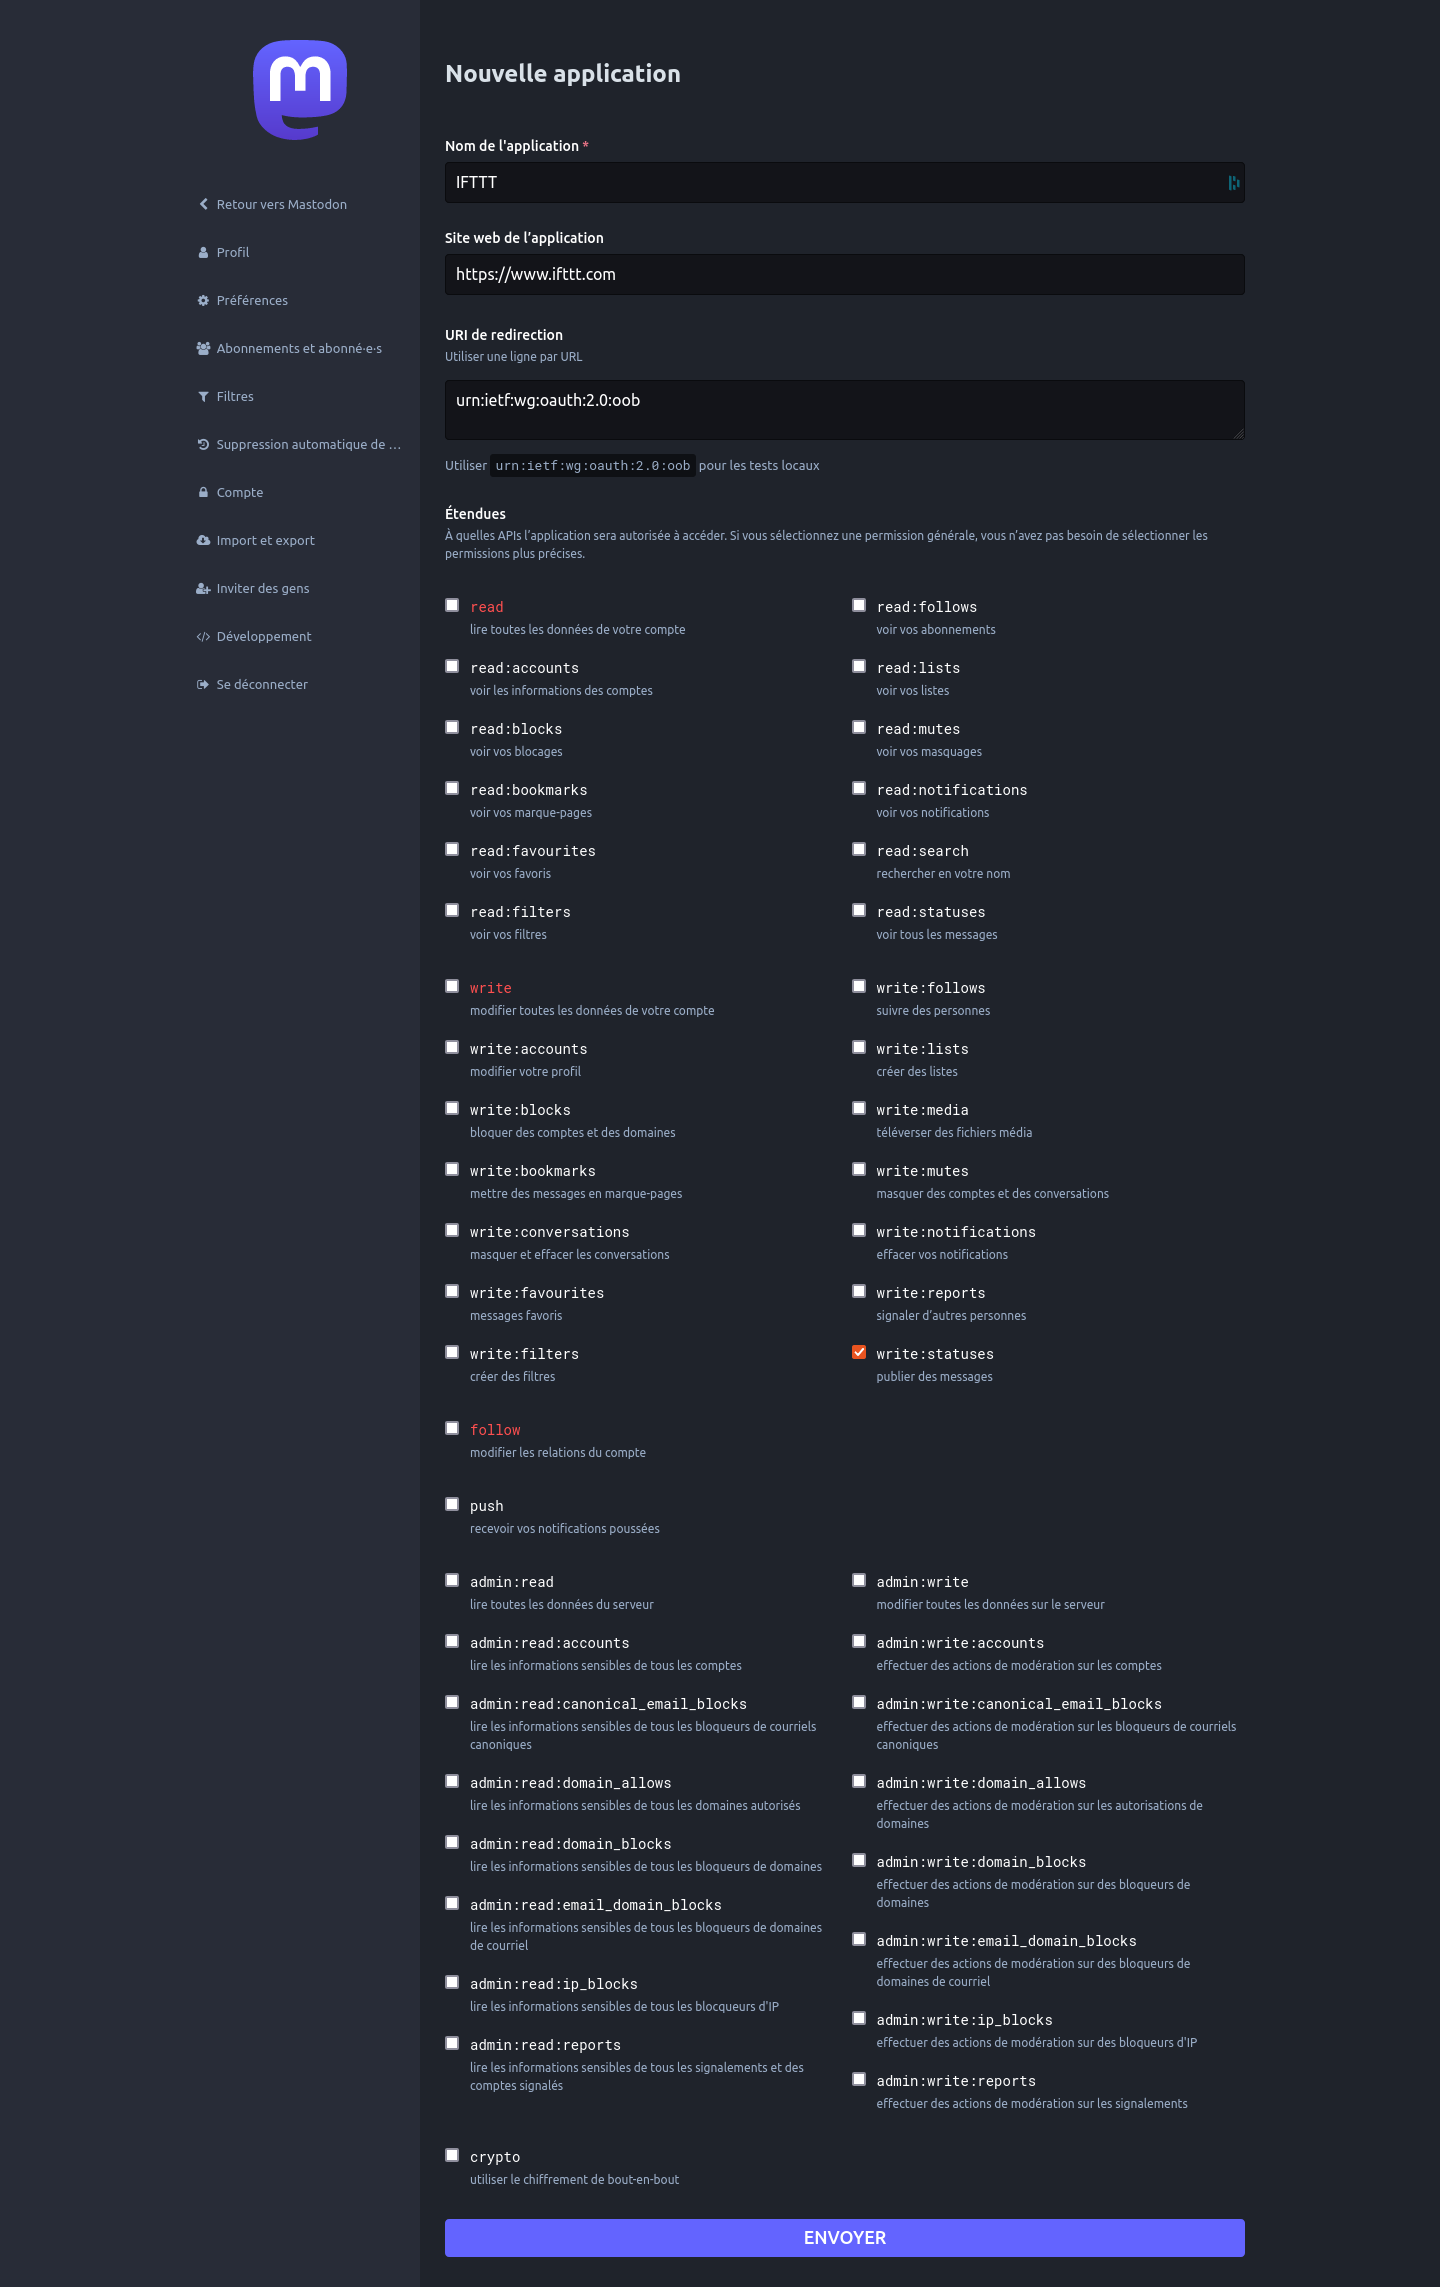 Nouvelle application
Retour vers Mastodon
Profil
Préférences
Abonnements et abonné·e·s
Filtres
Suppression automatique de …
Compte
Import et export
Inviter des gens
Développement
Se déconnecter
Nom de l'application *
IFTTT
Site web de l’application
https://www.ifttt.com
URI de redirection
Utiliser une ligne par URL
urn:ietf:wg:oauth:2.0:oob
Utiliser urn:ietf:wg:oauth:2.0:oob pour les tests locaux
Étendues
À quelles APIs l’application sera autorisée à accéder. Si vous sélectionnez une permission générale, vous n’avez pas besoin de sélectionner les
permissions plus précises.
read
lire toutes les données de votre compte
read:accounts
voir les informations des comptes
read:blocks
voir vos blocages
read:bookmarks
voir vos marque-pages
read:favourites
voir vos favoris
read:filters
voir vos filtres
read:follows
voir vos abonnements
read:lists
voir vos listes
read:mutes
voir vos masquages
read:notifications
voir vos notifications
read:search
rechercher en votre nom
read:statuses
voir tous les messages
write
modifier toutes les données de votre compte
write:accounts
modifier votre profil
write:blocks
bloquer des comptes et des domaines
write:bookmarks
mettre des messages en marque-pages
write:conversations
masquer et effacer les conversations
write:favourites
messages favoris
write:filters
créer des filtres
write:follows
suivre des personnes
write:lists
créer des listes
write:media
téléverser des fichiers média
write:mutes
masquer des comptes et des conversations
write:notifications
effacer vos notifications
write:reports
signaler d’autres personnes
write:statuses
publier des messages
follow
modifier les relations du compte
push
recevoir vos notifications poussées
admin:read
lire toutes les données du serveur
admin:read:accounts
lire les informations sensibles de tous les comptes
admin:read:canonical_email_blocks
lire les informations sensibles de tous les bloqueurs de courriels
canoniques
admin:read:domain_allows
lire les informations sensibles de tous les domaines autorisés
admin:read:domain_blocks
lire les informations sensibles de tous les bloqueurs de domaines
admin:read:email_domain_blocks
lire les informations sensibles de tous les bloqueurs de domaines
de courriel
admin:read:ip_blocks
lire les informations sensibles de tous les blocqueurs d'IP
admin:read:reports
lire les informations sensibles de tous les signalements et des
comptes signalés
admin:write
modifier toutes les données sur le serveur
admin:write:accounts
effectuer des actions de modération sur les comptes
admin:write:canonical_email_blocks
effectuer des actions de modération sur les bloqueurs de courriels
canoniques
admin:write:domain_allows
effectuer des actions de modération sur les autorisations de
domaines
admin:write:domain_blocks
effectuer des actions de modération sur des bloqueurs de
domaines
admin:write:email_domain_blocks
effectuer des actions de modération sur des bloqueurs de
domaines de courriel
admin:write:ip_blocks
effectuer des actions de modération sur des bloqueurs d'IP
admin:write:reports
effectuer des actions de modération sur les signalements
crypto
utiliser le chiffrement de bout-en-bout
ENVOYER